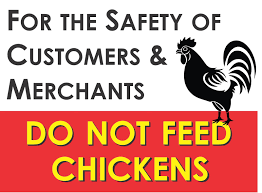 For the Safety of
Customers &
Merchants
DO NOT FEED
CHICKENS